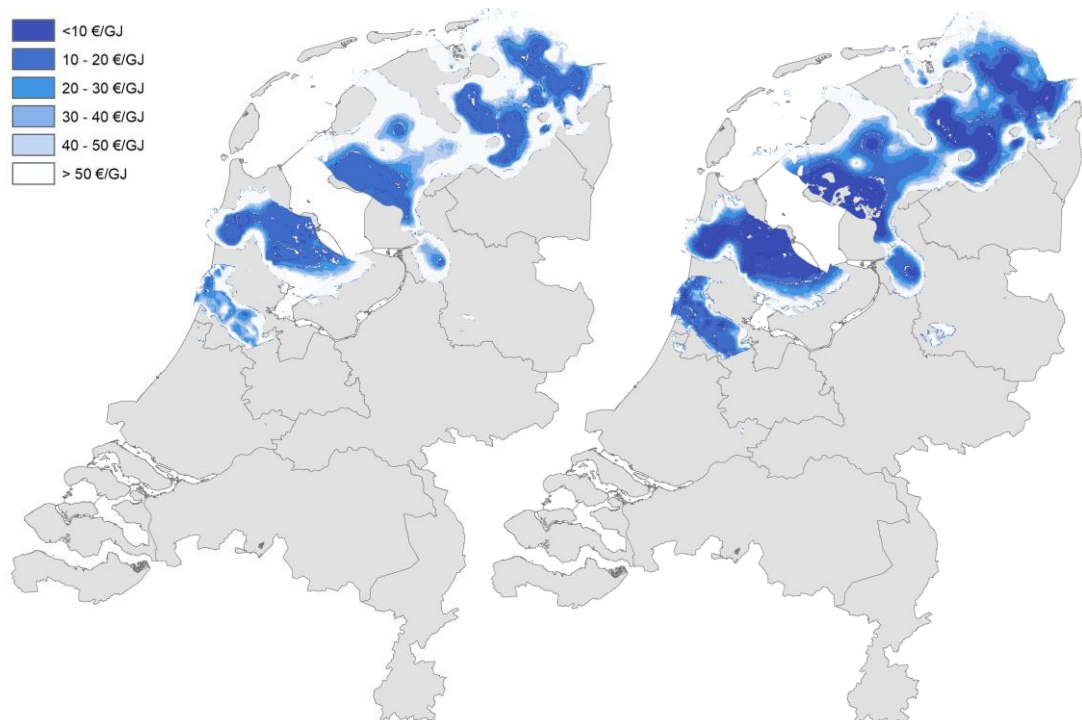 <10 €/GJ
10 - 20 €/GJ
20 - 30 €/GJ
30 - 40 €/GJ
40 - 50 €/GJ
> 50 €/GJ